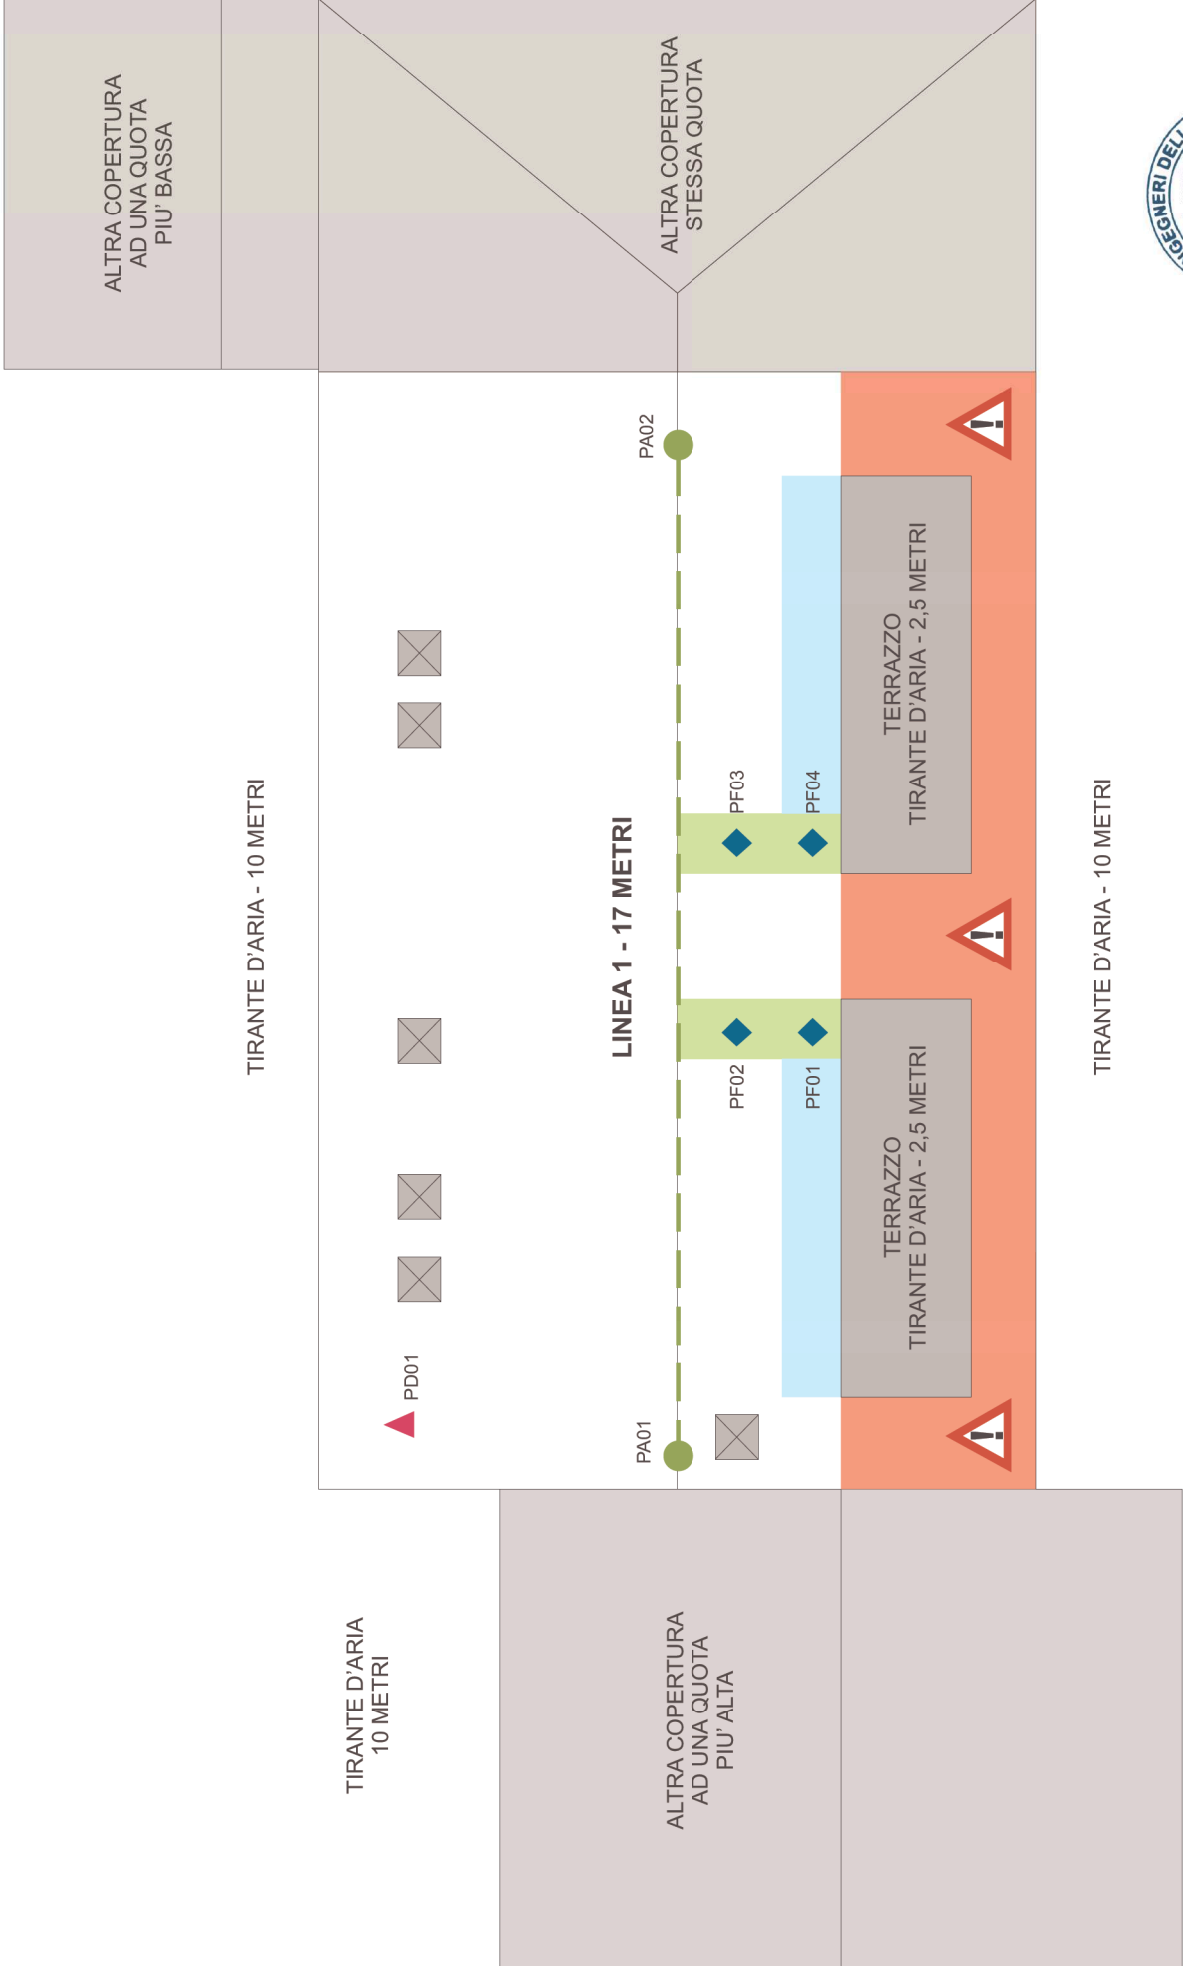 ALTRA COPERTURA
AD UNA QUOTA
PIU' BASSA
ALTRA COPERTURA
STESSA QUOTA
TIRANTE D'ARIA - 10 METRI
LINEA 1 - 17 METRI
PA02
PF03
PF04
PF02
PF01
PD01
PA01
TERRAZZO
TIRANTE D'ARIA - 2,5 METRI
TERRAZZO
TIRANTE D'ARIA - 2,5 METRI
TIRANTE D'ARIA - 10 METRI
TIRANTE D'ARIA
10 METRI
ALTRA COPERTURA
AD UNA QUOTA
PIU' ALTA